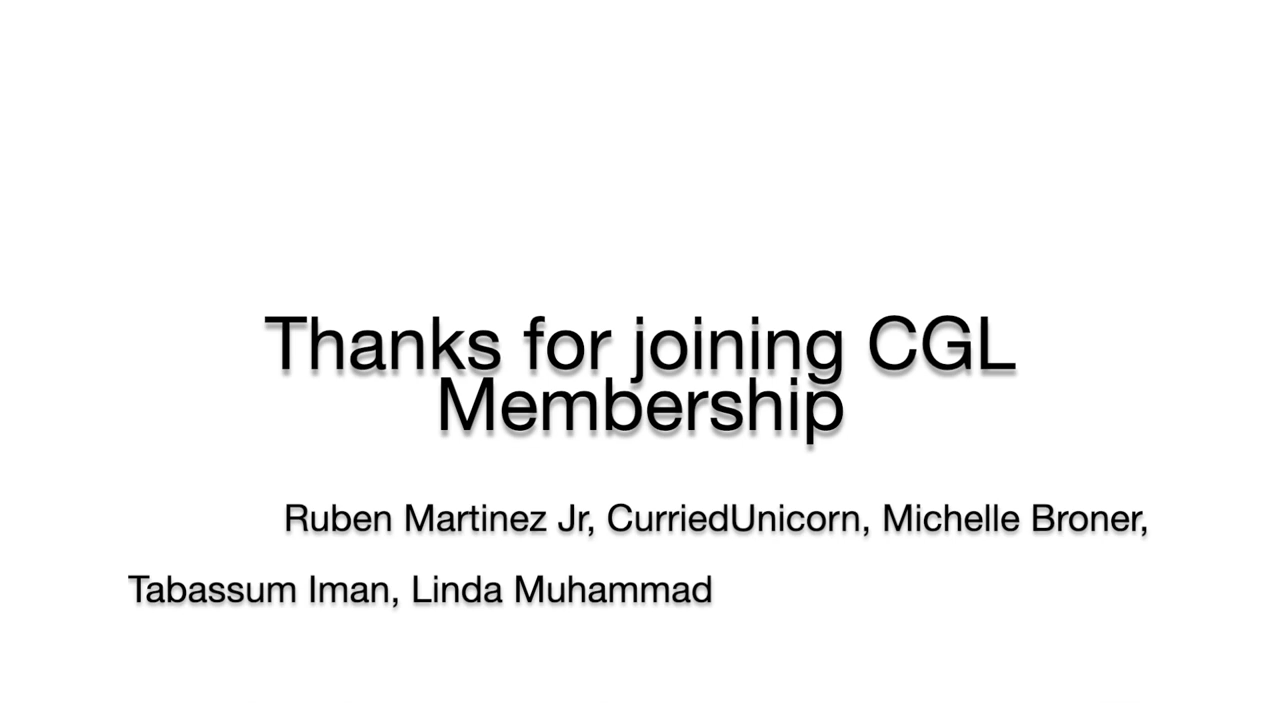 Thanks for joining CGL
Membership
Ruben Martinez Jr, CurriedUnicorn, Michelle Broner,
Tabassum Iman, Linda Muhammad